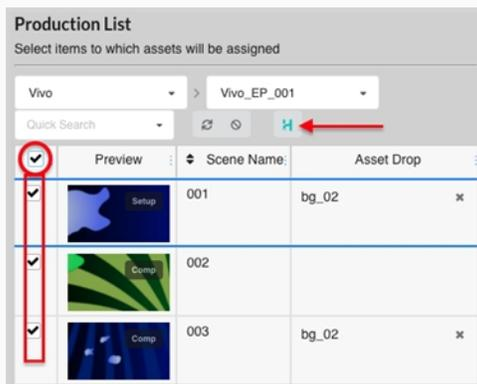 Production List
Select items to which assets will be assigned
Vivo > Vivo_EP_001
Quick Search
Preview Scene Name Asset Drop
Setup 001 bg_02
Comp 002
Comp 003 bg_02